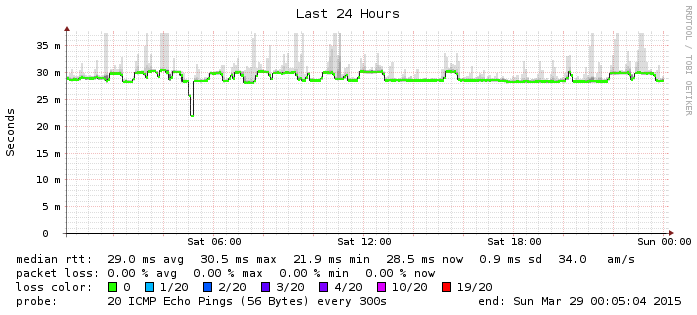 Last 24 Hours
RRDTOOL / TOBI OETIKER
Seconds
35 m
30 m
25 m
20 m
15 m
10 m
5 m
0
Sat 06:00 Sat 12:00 Sat 18:00 Sun 00:00
median rtt: 29.0 ms avg 30.5 ms max 21.9 ms min 28.5 ms now 0.9 ms sd 34.0 am/s
packet loss: 0.00 % avg 0.00 % max 0.00 % min 0.00 % now
loss color: 0 1/20 2/20 3/20 4/20 10/20 19/20
probe: 20 ICMP Echo Pings (56 Bytes) every 300s end: Sun Mar 29 00:05:04 2015